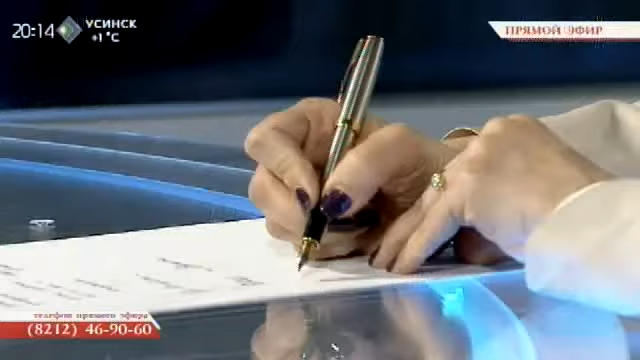 20:14
УСИНСК
+1°C
ПРЯМОЙ ЭФИР
телефон прямого эфира
(8212) 46-90-60